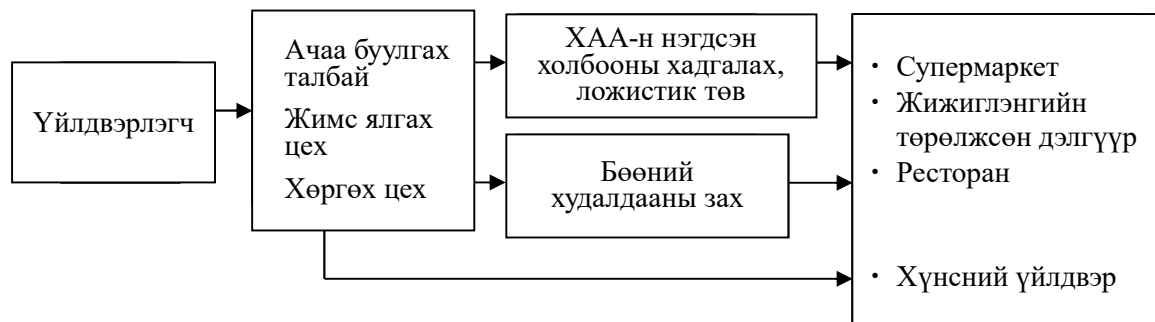 Үйлдвэрлэгч
Ачаа буулгах
талбай
Жимс ялгах
цех
Хөргөх цех
ХАА-н нэгдсэн
холбооны хадгалах,
ложистик төв
Бөөний
худалдааны зах
・ Супермаркет
・ Жижиглэнгийн
төрөлжсөн дэлгүүр
・ Ресторан
・ Хүнсний үйлдвэр